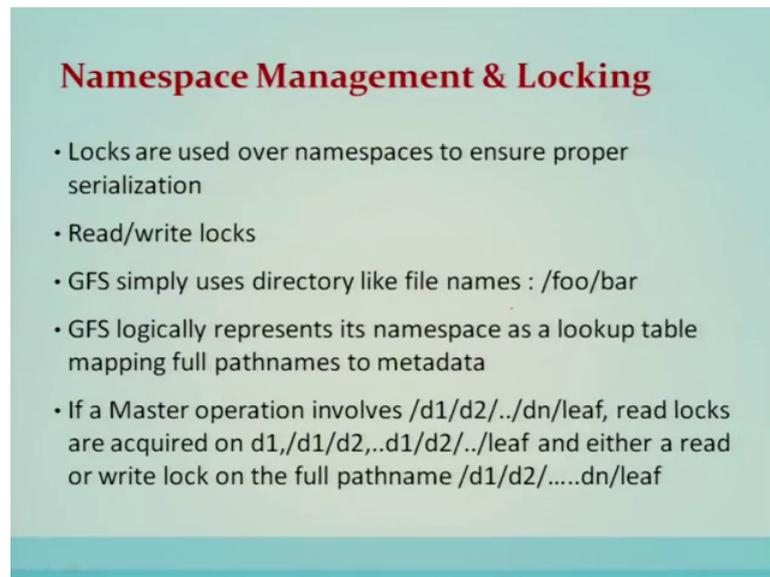 Namespace Management & Locking
• Locks are used over namespaces to ensure proper
serialization
• Read/write locks
• GFS simply uses directory like file names : /foo/bar
• GFS logically represents its namespace as a lookup table
mapping full pathnames to metadata
• If a Master operation involves /d1/d2/../dn/leaf, read locks
are acquired on d1,/d1/d2,..d1/d2/../leaf and either a read
or write lock on the full pathname /d1/d2/.....dn/leaf